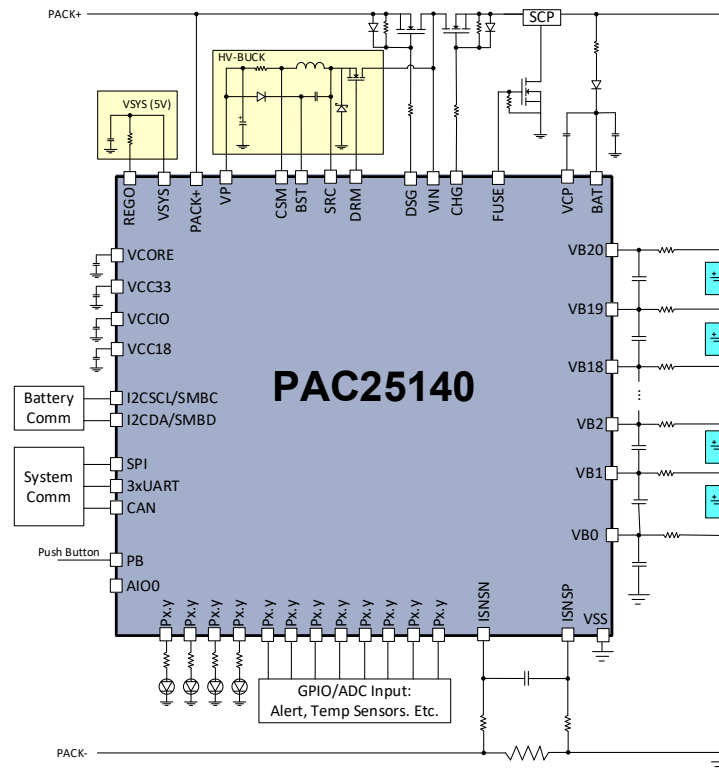 PACK+
SCP
HV-BUCK
VSYS (5V)
REGO
VSYS
PACK+
VP
CSM
BST
SRC
DRM
DSG
VIN
CHG
FUSE
VCP
BAT
VCORE
VCC33
VCCIO
VCC18
I2CSCL/SMBC
I2CDA/SMBD
Battery
Comm
SPI
3xUART
CAN
System
Comm
Push Button
PB
AIO0
PAC25140
VB20
VB19
VB18
VB2
VB1
VB0
Px.y
Px.y
Px.y
Px.y
Px.y
Px.y
Px.y
Px.y
Px.y
Px.y
Px.y
Px.y
ISNSN
ISNSP
VSS
GPIO/ADC Input:
Alert, Temp Sensors. Etc.
PACK-